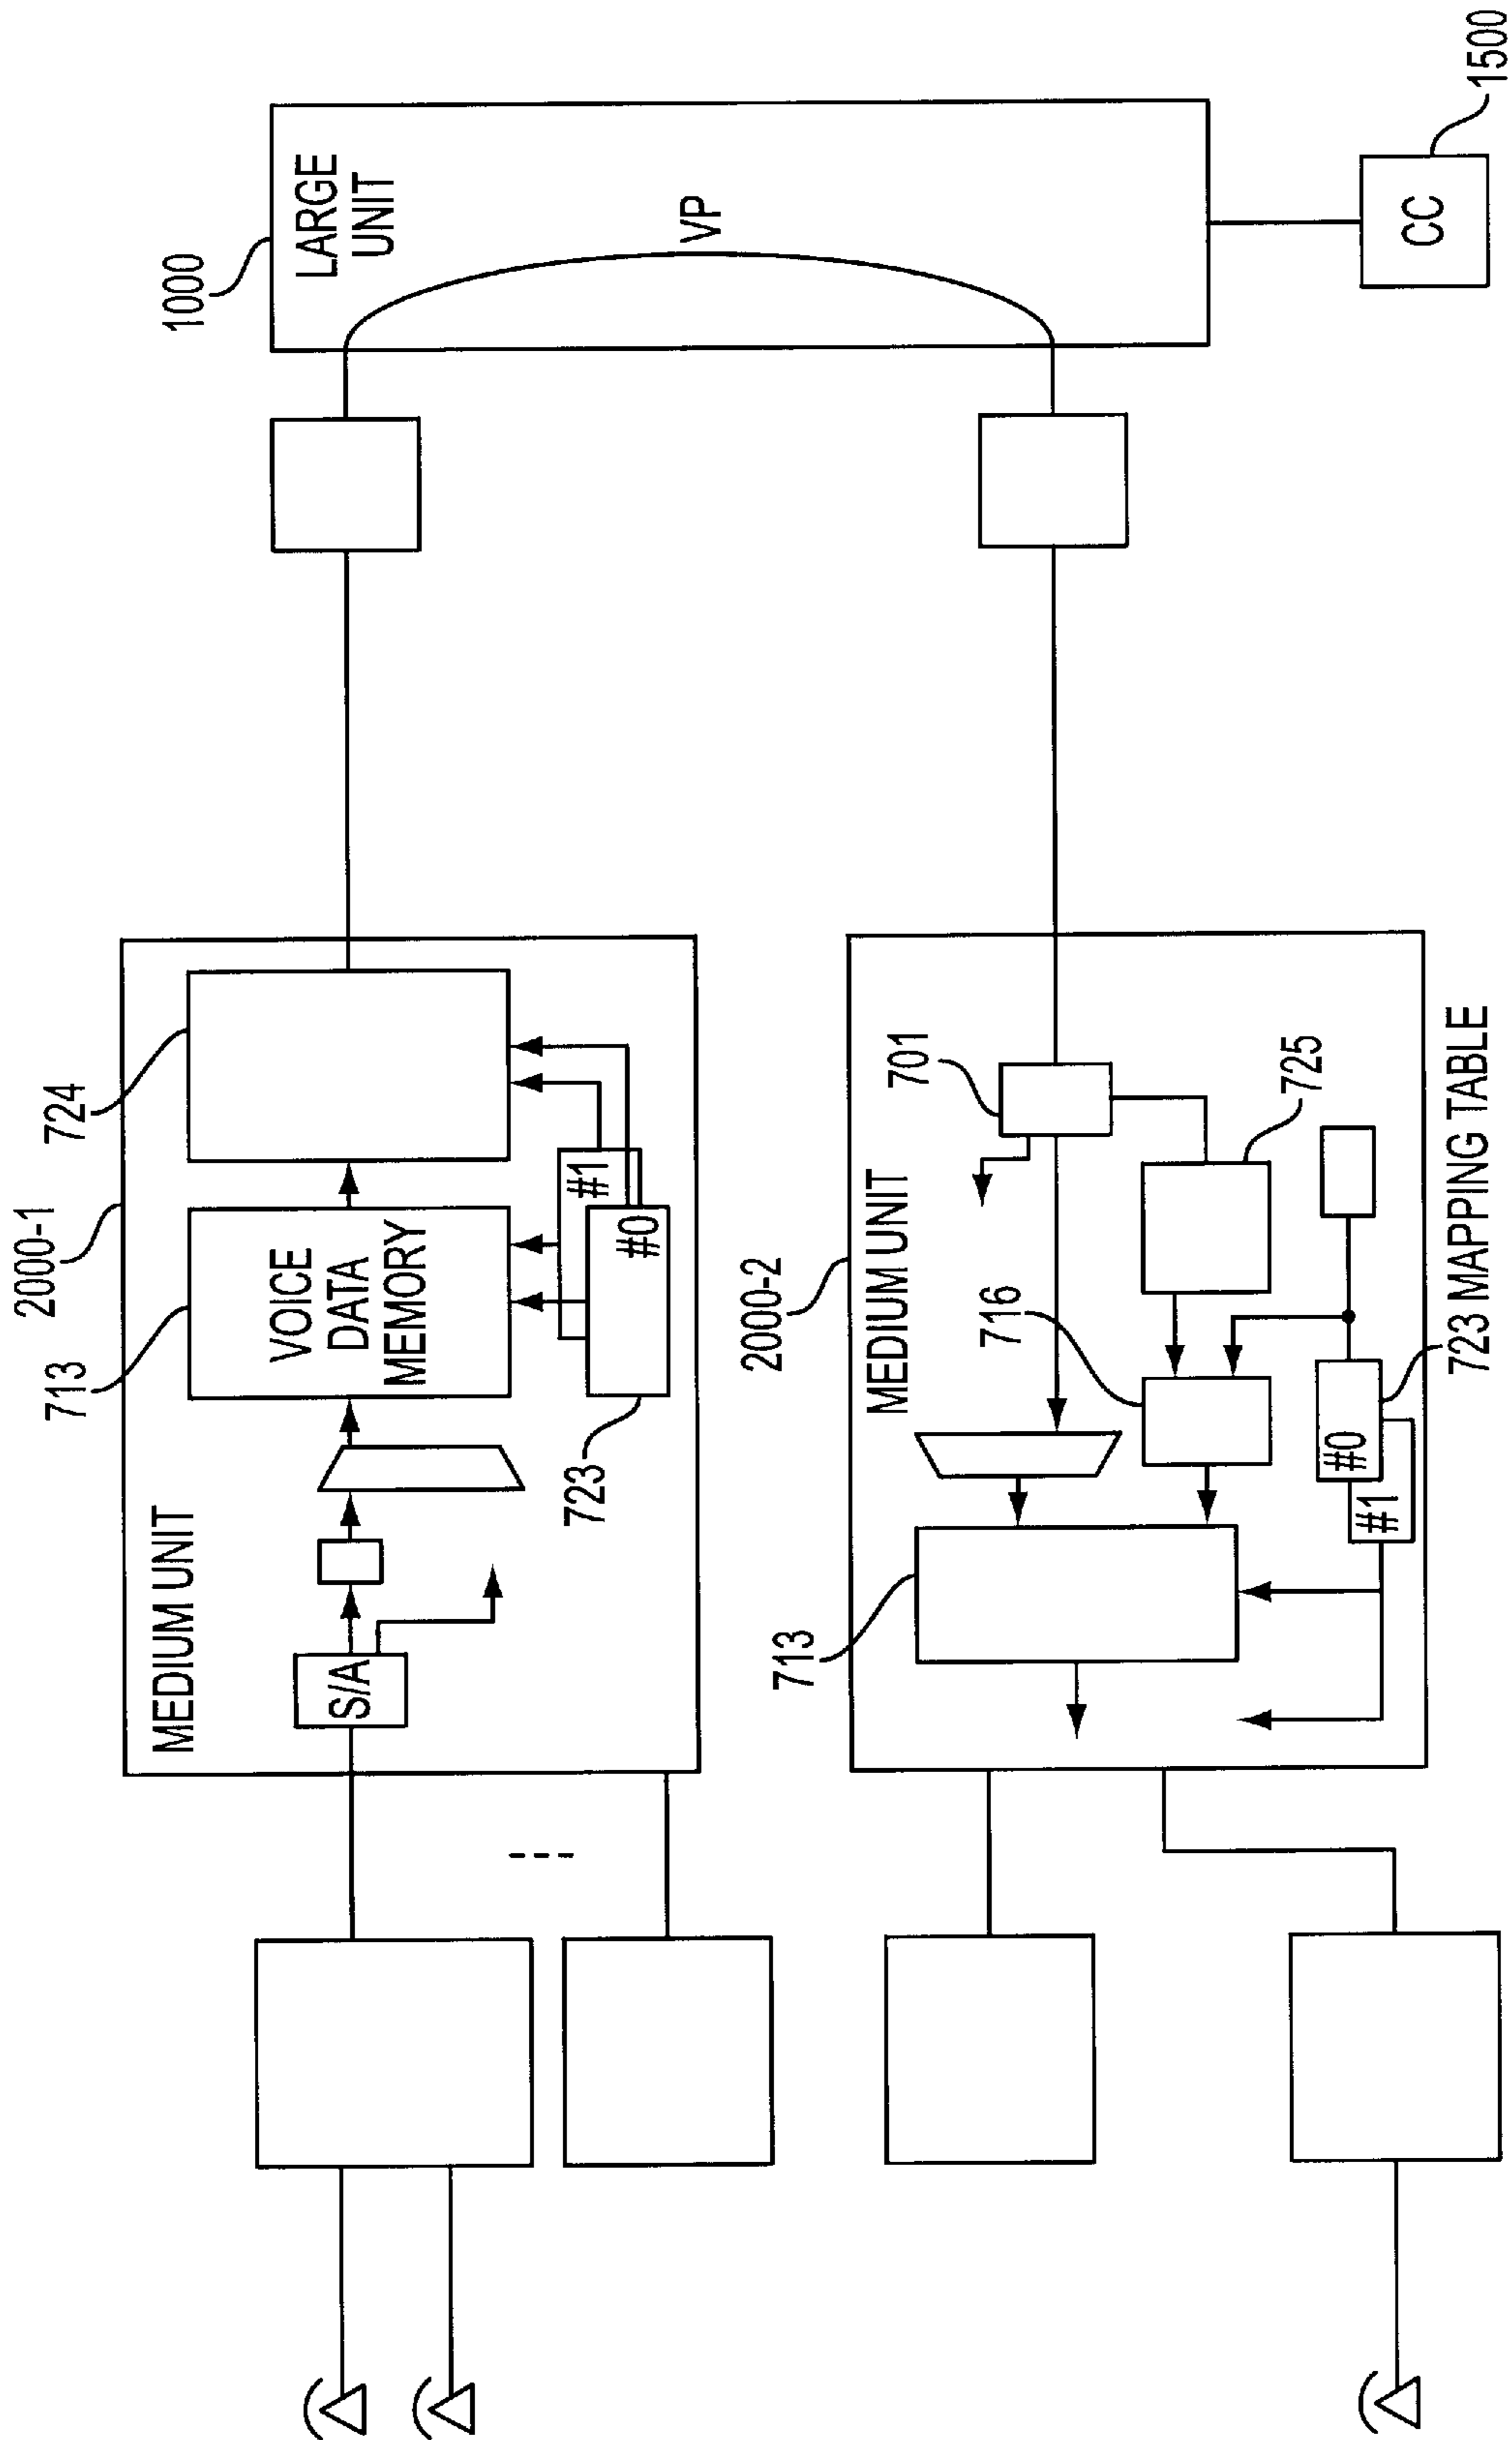 2000-1
MEDIUM UNIT
S/A
713
VOICE
DATA
MEMORY
724
723
#0
#1
1000
LARGE
UNIT
VP
CC
1500
2000-2
MEDIUM UNIT
713
716
701
725
#0
#1
723 MAPPING TABLE